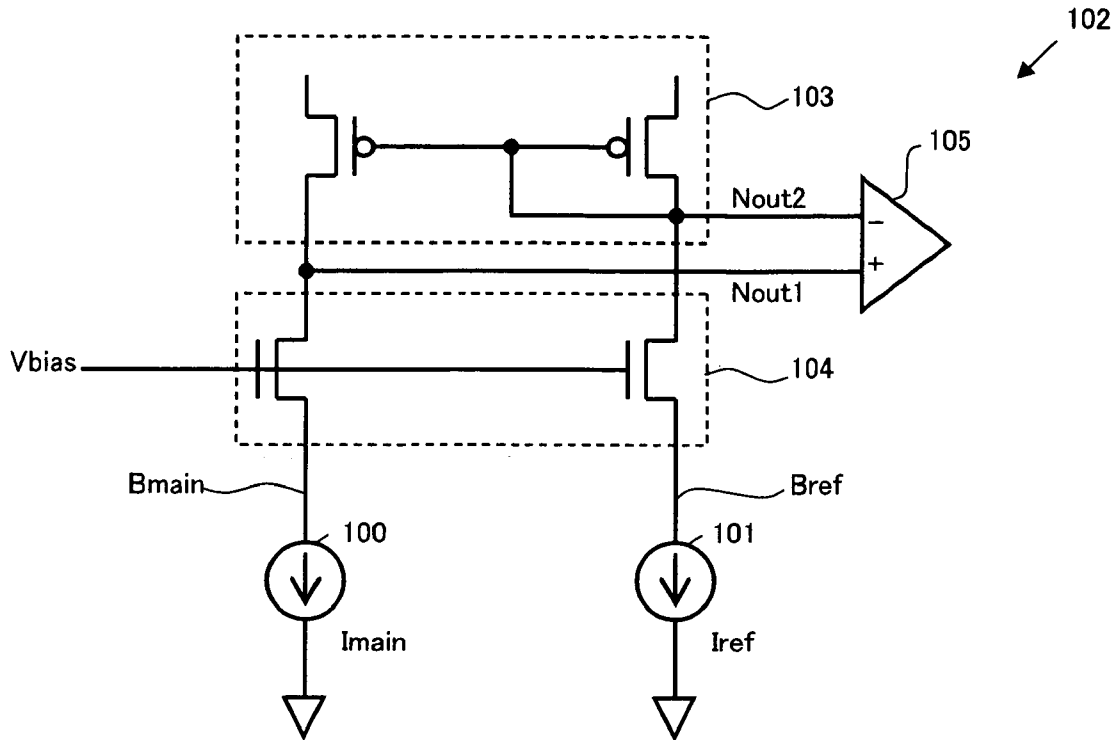 102
103
105
Nout2
−
+
Nout1
Vbias
104
Bmain
Bref
100
101
Imain
Iref